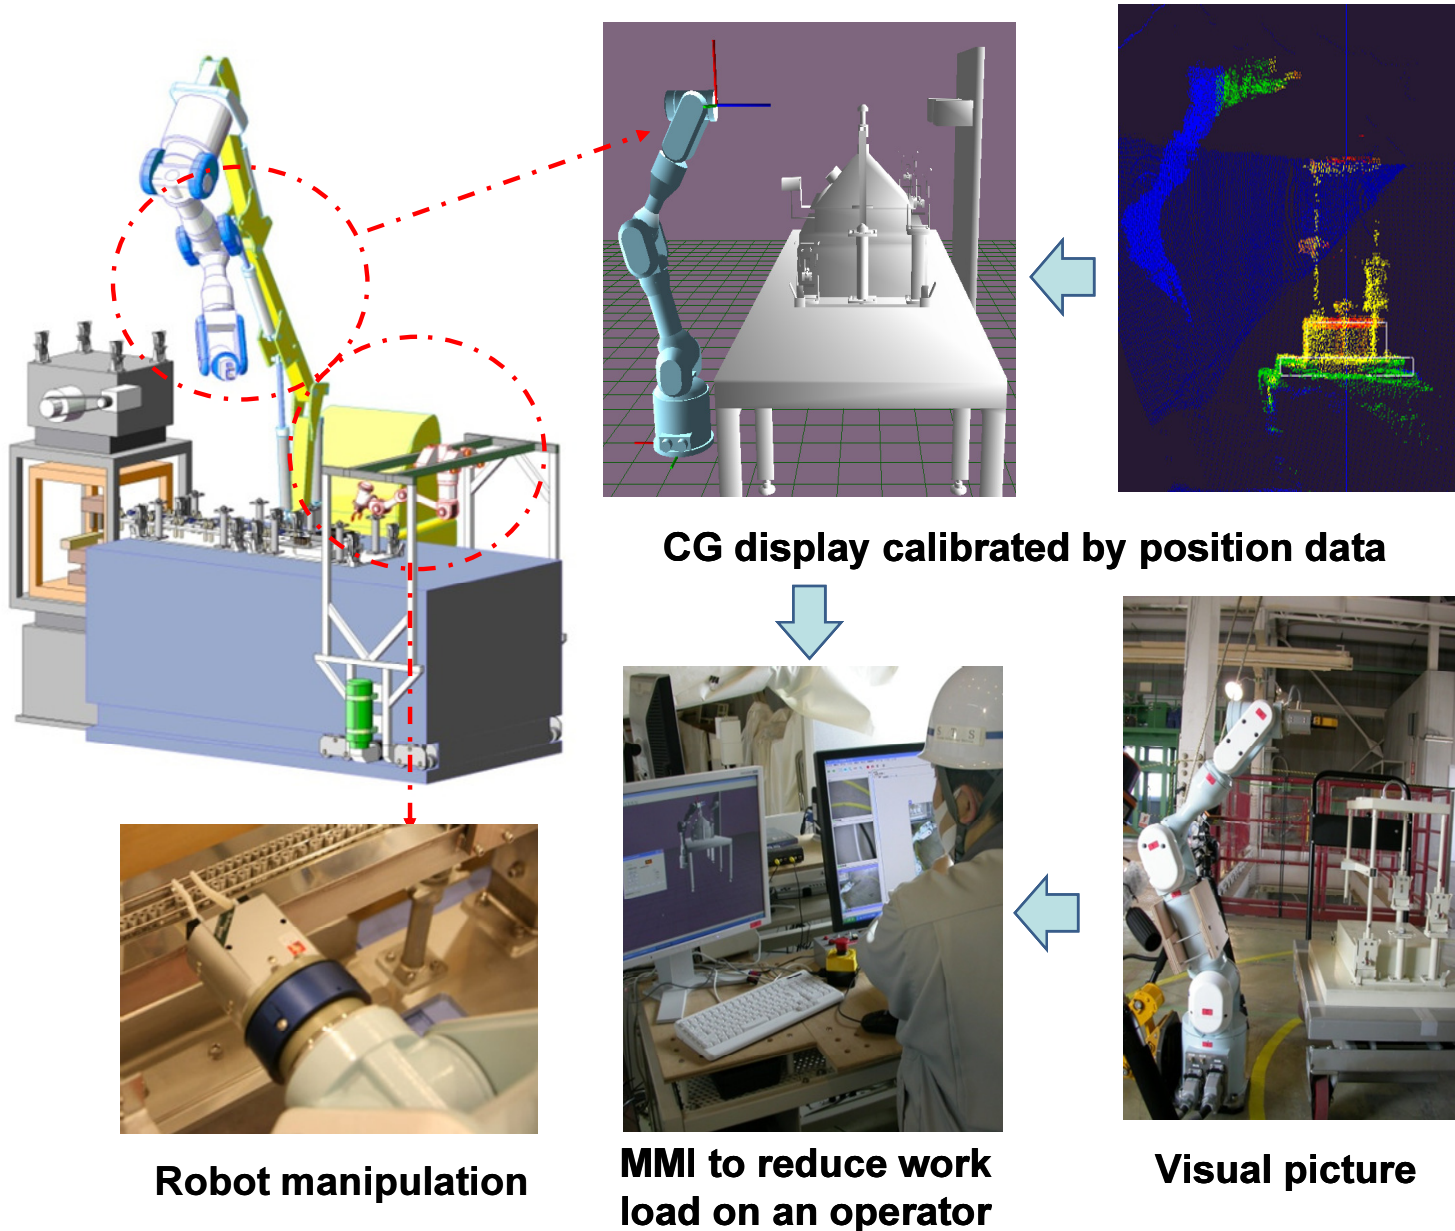 CG display calibrated by position data
S T S
Robot manipulation
MMI to reduce work
load on an operator
Visual picture